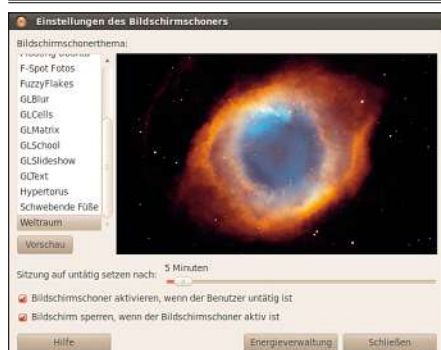 Einstellungen des Bildschirmschoners
Bildschirmschonerthema:
F-Spot Fotos
FuzzyFlakes
GLBlur
GLCells
GLMatrix
GLSchool
GLSlideshow
GLText
Hypertorus
Schwebende Füße
Weltraum
Vorschau
Sitzung auf untätig setzen nach:
5 Minuten
Bildschirmschoner aktivieren, wenn der Benutzer untätig ist
Bildschirm sperren, wenn der Bildschirmschoner aktiv ist
Hilfe
Energieverwaltung
Schließen